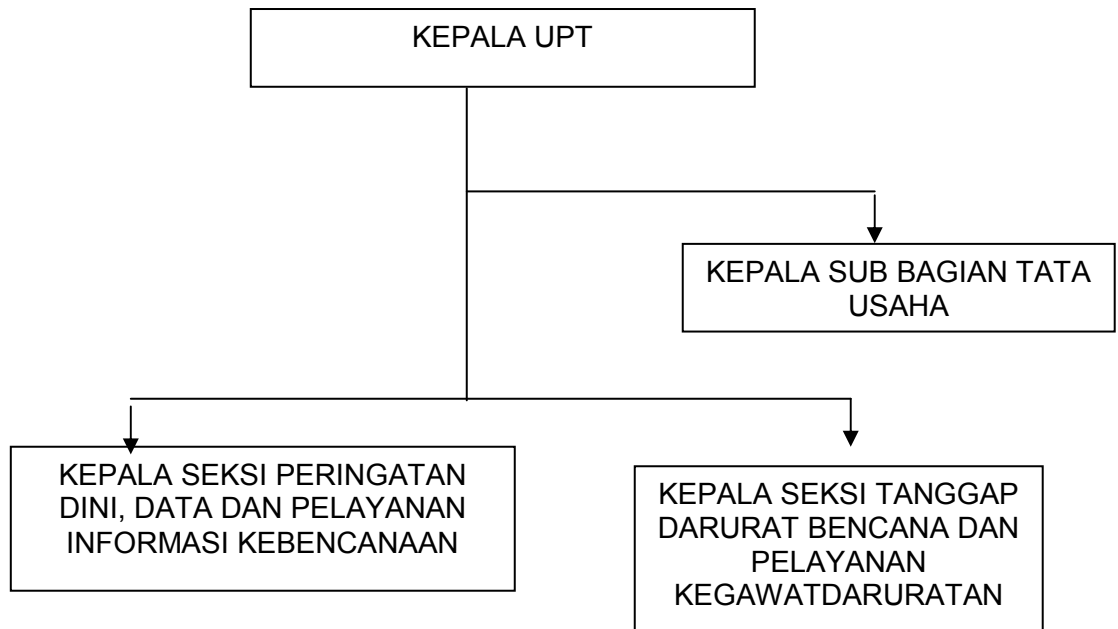 KEPALA UPT
KEPALA SUB BAGIAN TATA
USAHA
KEPALA SEKSI PERINGATAN
DINI, DATA DAN PELAYANAN
INFORMASI KEBENCANAAN
KEPALA SEKSI TANGGAP
DARURAT BENCANA DAN
PELAYANAN
KEGAWATDARURATAN